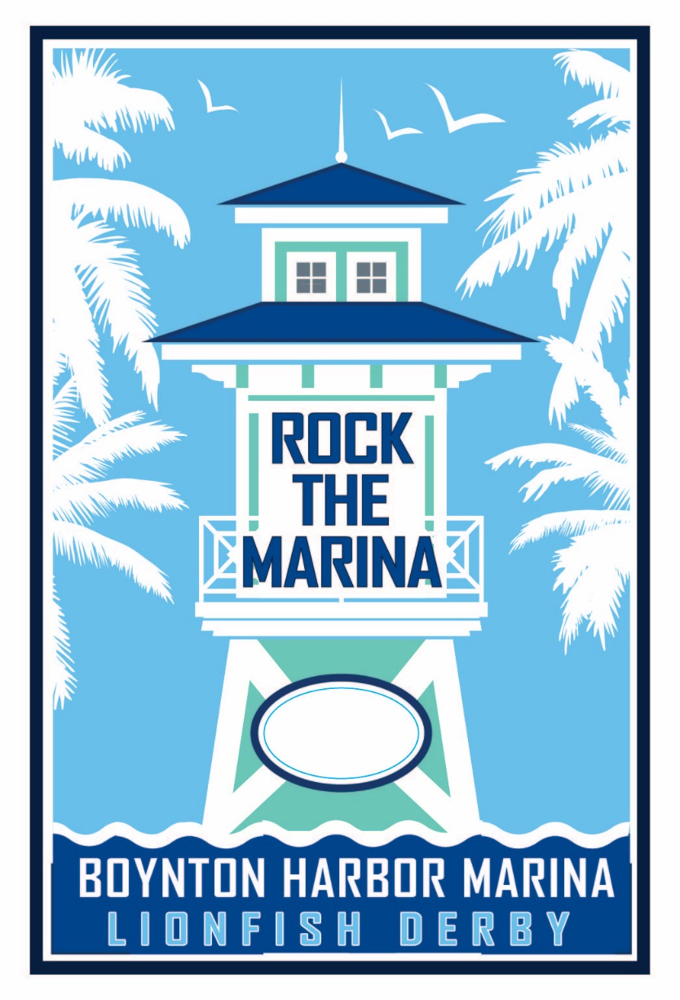 ROCK
THE
MARINA
BOYNTON HARBOR MARINA
LIONFISH DERBY